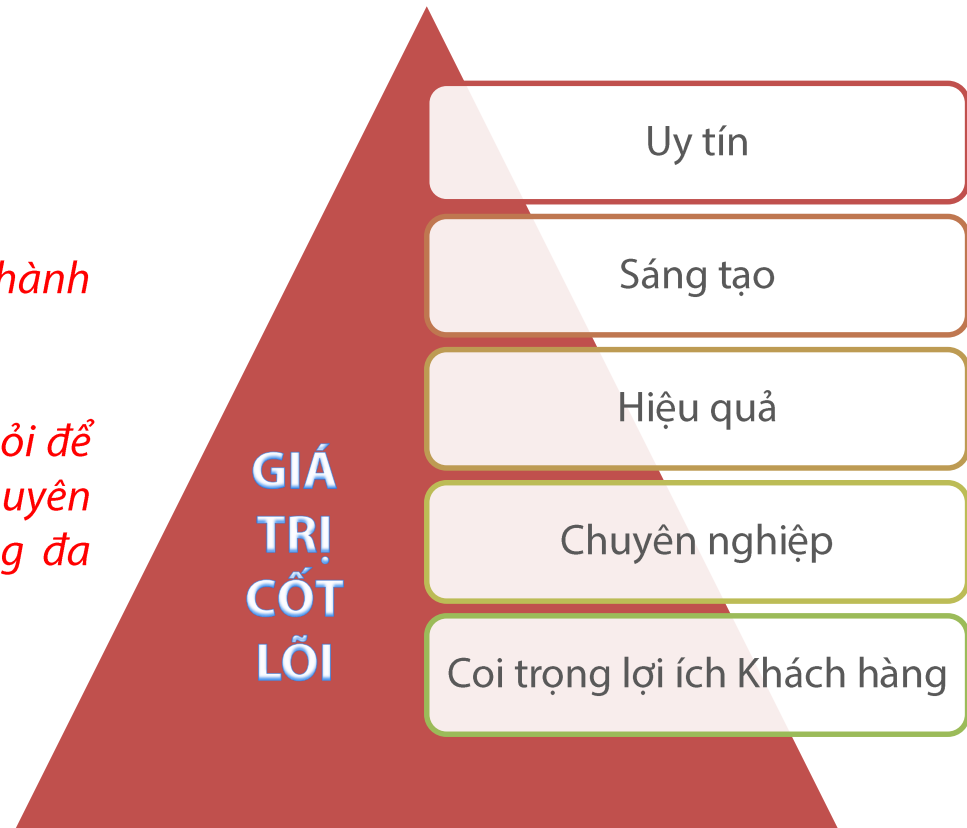 hành
ỏi để
uyên
g đa
GIÁ
TRỊ
CỐT
LÕI
Uy tín
Sáng tạo
Hiệu quả
Chuyên nghiệp
Coi trọng lợi ích Khách hàng